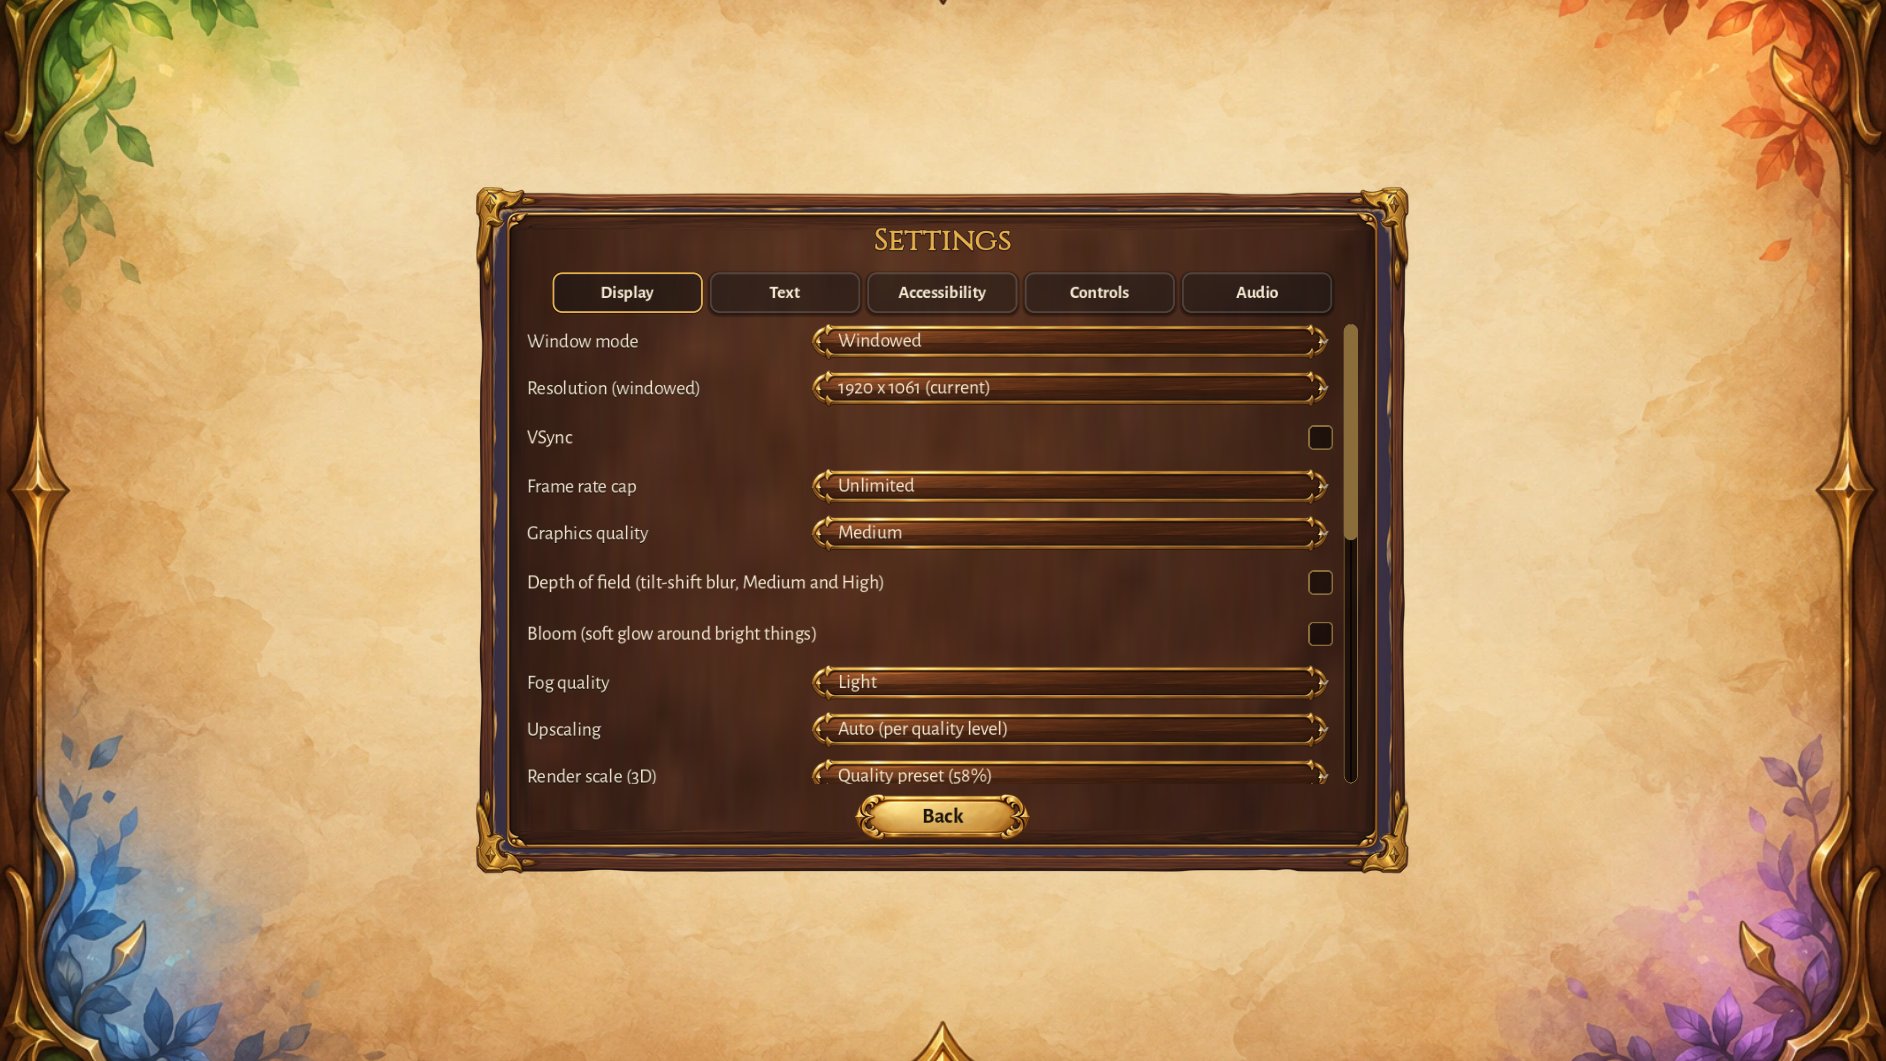 Settings
Display Text Accessibility Controls Audio
Window mode Windowed
Resolution (windowed) 1920 x 1061 (current)
VSync
Frame rate cap Unlimited
Graphics quality Medium
Depth of field (tilt-shift blur, Medium and High)
Bloom (soft glow around bright things)
Fog quality Light
Upscaling Auto (per quality level)
Render scale (3D) Quality preset (58%)
Back